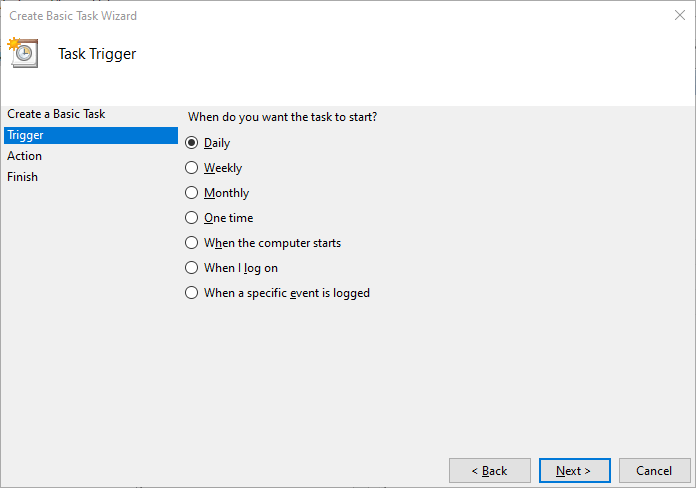 Create Basic Task Wizard
Task Trigger
Create a Basic Task
Trigger
Action
Finish
When do you want the task to start?
Daily
Weekly
Monthly
One time
When the computer starts
When I log on
When a specific event is logged
< Back
Next >
Cancel